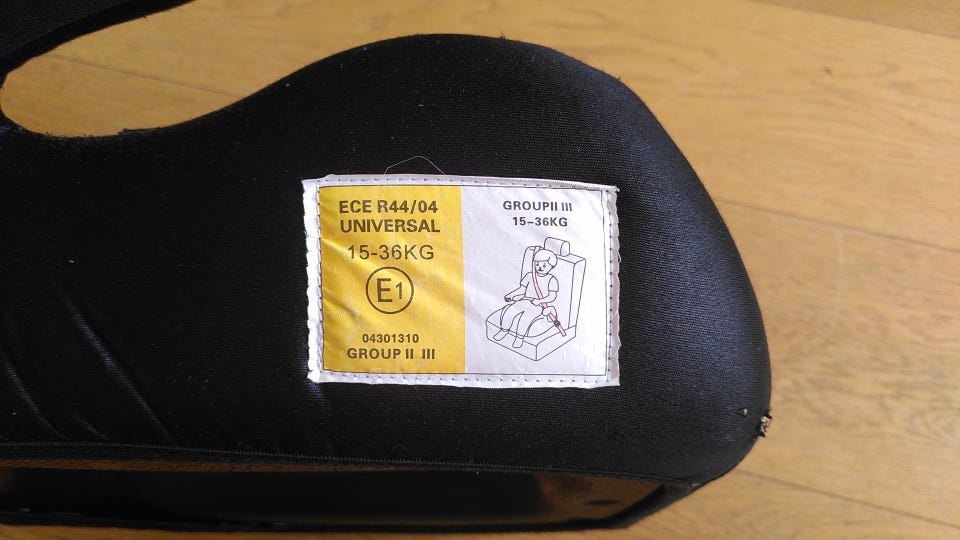 ECE R44/04
UNIVERSAL
15-36KG
E1
04301310
GROUP II III
GROUPII III
15-36KG